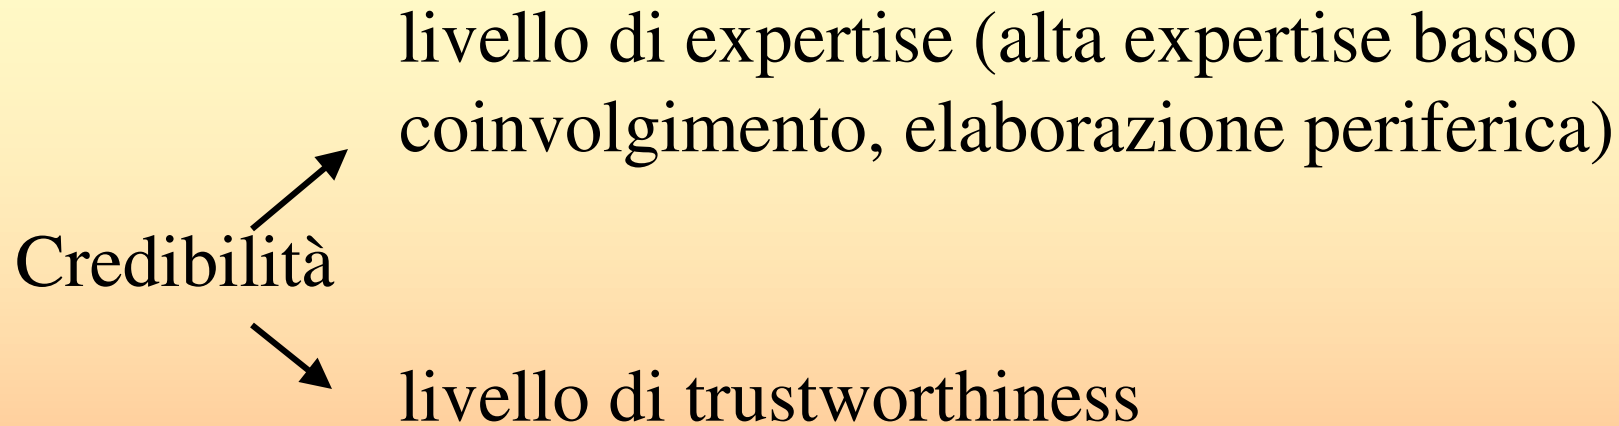 livello di expertise (alta expertise basso
coinvolgimento, elaborazione periferica)
Credibilità
livello di trustworthiness